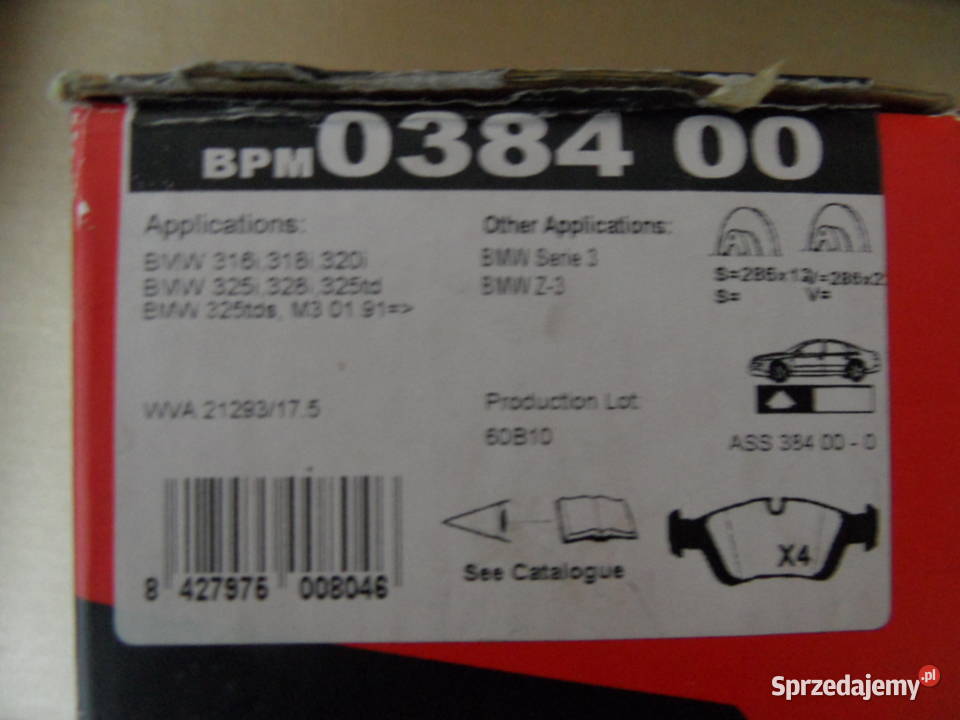 BPM0384 00
Applications:
BMW 316i,318i,320i
BMW 325i,328i,325td
BMW 325tds, M3 01.91=>
Other Applications:
BMW Serie 3
BMW Z-3
S=286x12 V=286x2
S= V=
WVA 21293/17.5
Production Lot:
60B10
ASS 384 00 - 0
8 427976 008046
See Catalogue
X4
Sprzedajemy.pl